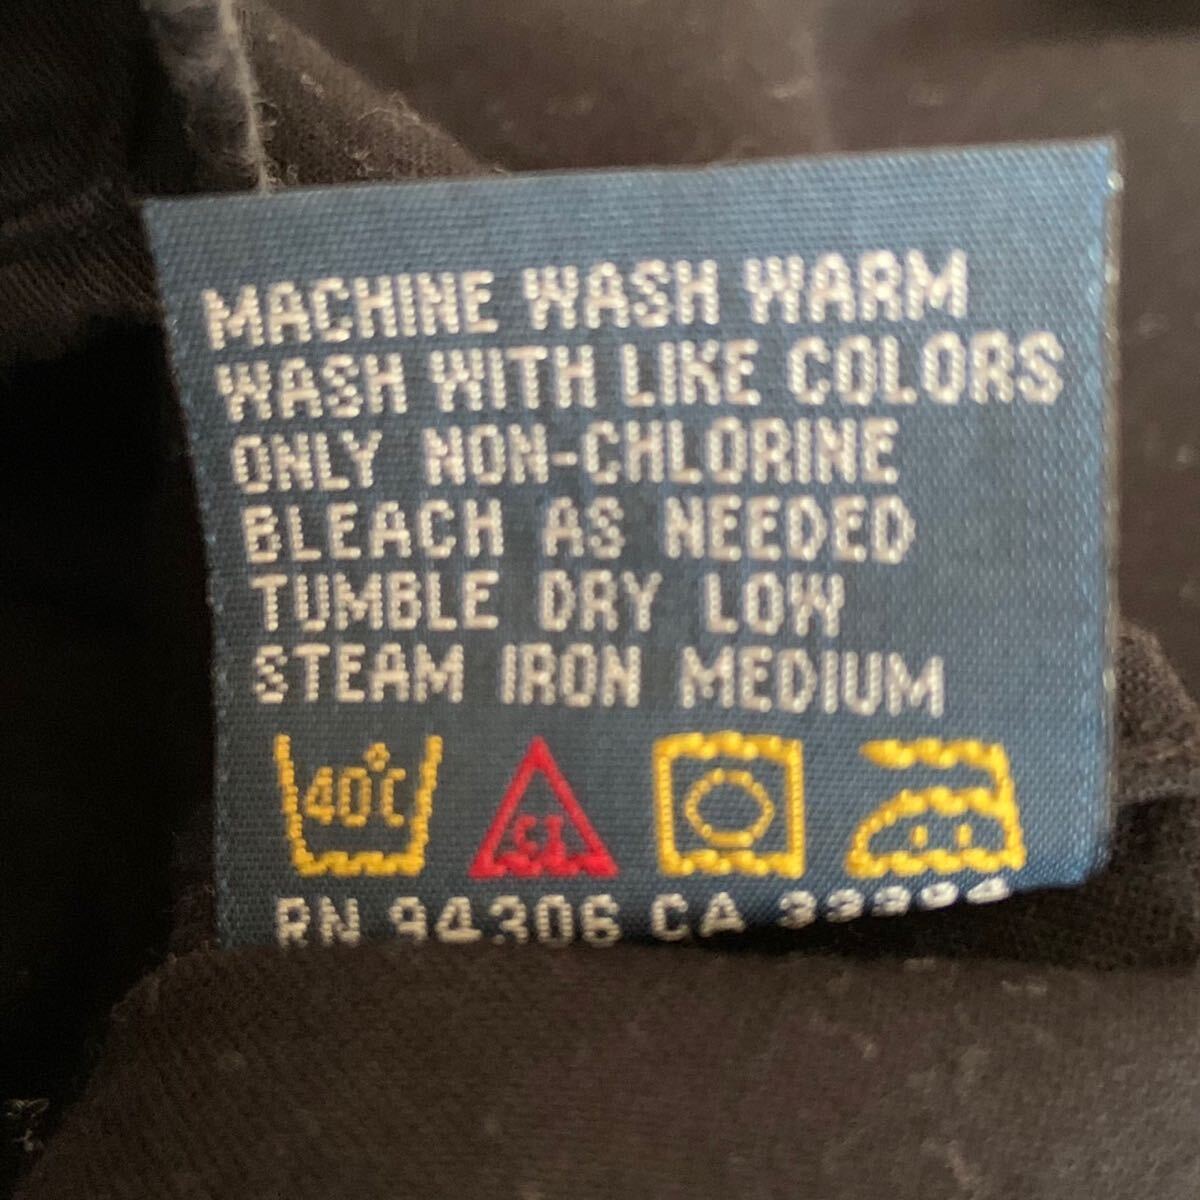 MACHINE WASH WARM
WASH WITH LIKE COLORS
ONLY NON-CHLORINE
BLEACH AS NEEDED
TUMBLE DRY LOW
STEAM IRON MEDIUM
40°C CL
RN 94306 CA